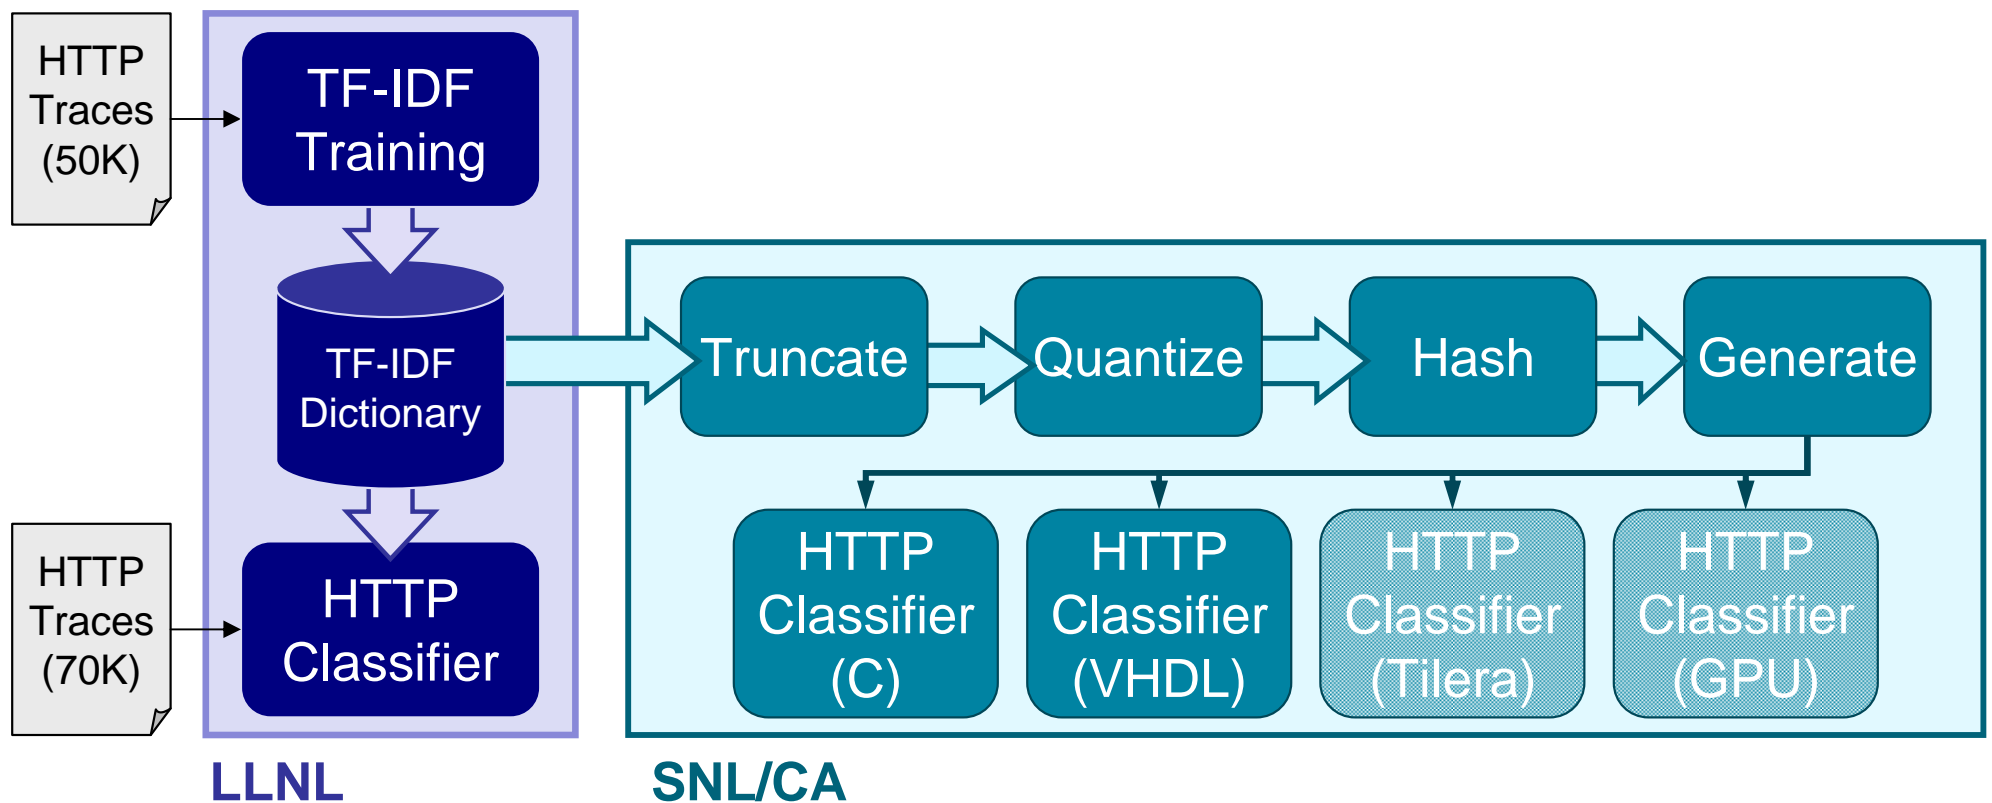 HTTP
Traces
(50K)
TF-IDF
Training
TF-IDF
Dictionary
HTTP
Traces
(70K)
HTTP
Classifier
LLNL
Truncate
Quantize
Hash
Generate
HTTP
Classifier
(C)
HTTP
Classifier
(VHDL)
HTTP
Classifier
(Tilera)
HTTP
Classifier
(GPU)
SNL/CA